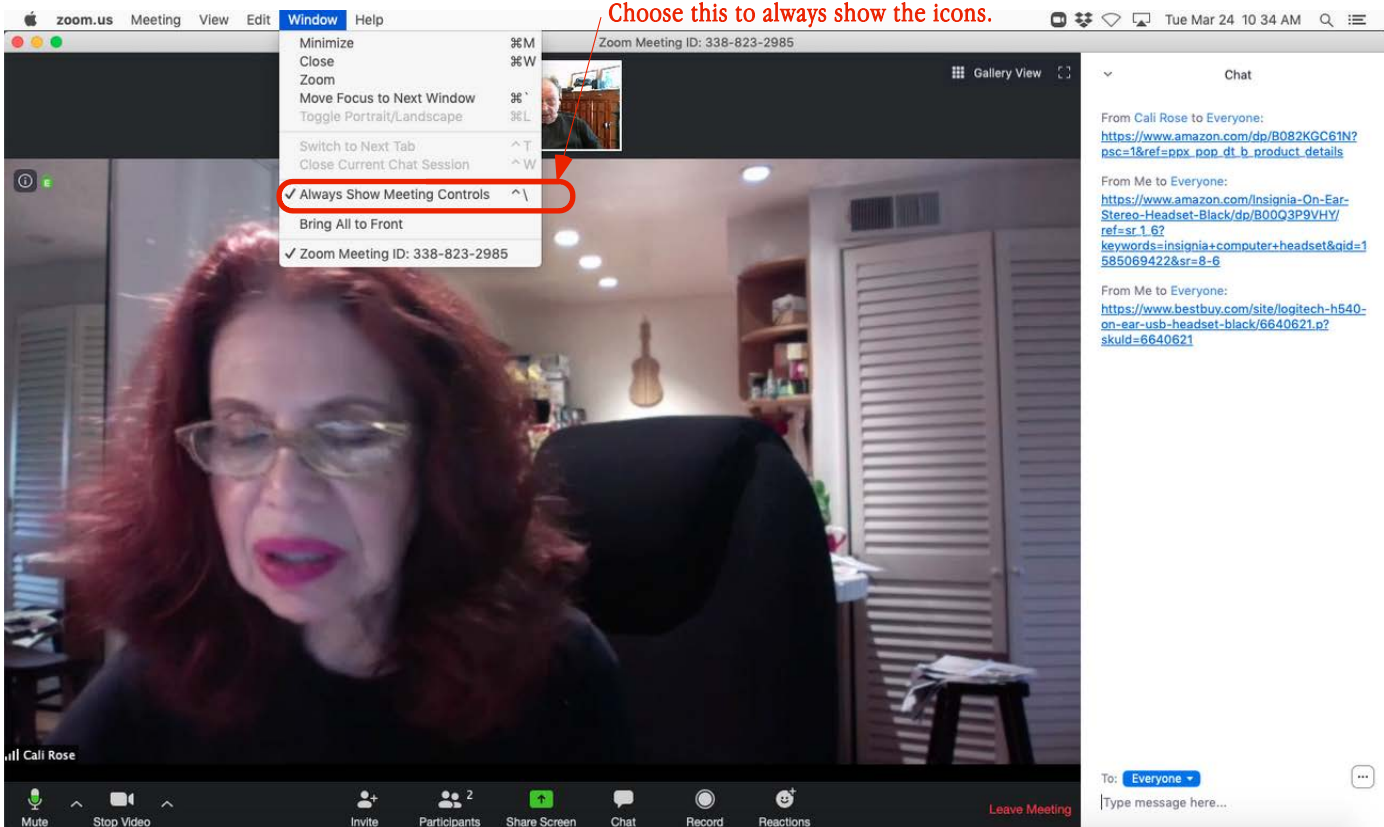 Choose this to always show the icons.
zoom.us Meeting View Edit Window Help
Tue Mar 24 10 34 AM
Zoom Meeting ID: 338-823-2985
Minimize ⌘M
Close ⌘W
Zoom
Move Focus to Next Window ⌘`
Toggle Portrait/Landscape ⌘L
Switch to Next Tab ^T
Close Current Chat Session ^W
✓ Always Show Meeting Controls ^\
Bring All to Front
✓ Zoom Meeting ID: 338-823-2985
Gallery View
E
Cali Rose
Mute
Stop Video
Invite
Participants 2
Share Screen
Chat
Record
Reactions
Leave Meeting
Chat
From Cali Rose to Everyone:
https://www.amazon.com/dp/B082KGC61N?
psc=1&ref=ppx_pop_dt_b_product_details
From Me to Everyone:
https://www.amazon.com/Insignia-On-Ear-
Stereo-Headset-Black/dp/B00Q3P9VHY/
ref=sr_1_6?
keywords=insignia+computer+headset&qid=1
585069422&sr=8-6
From Me to Everyone:
https://www.bestbuy.com/site/logitech-h540-
on-ear-usb-headset-black/6640621.p?
skuId=6640621
To: Everyone
Type message here...